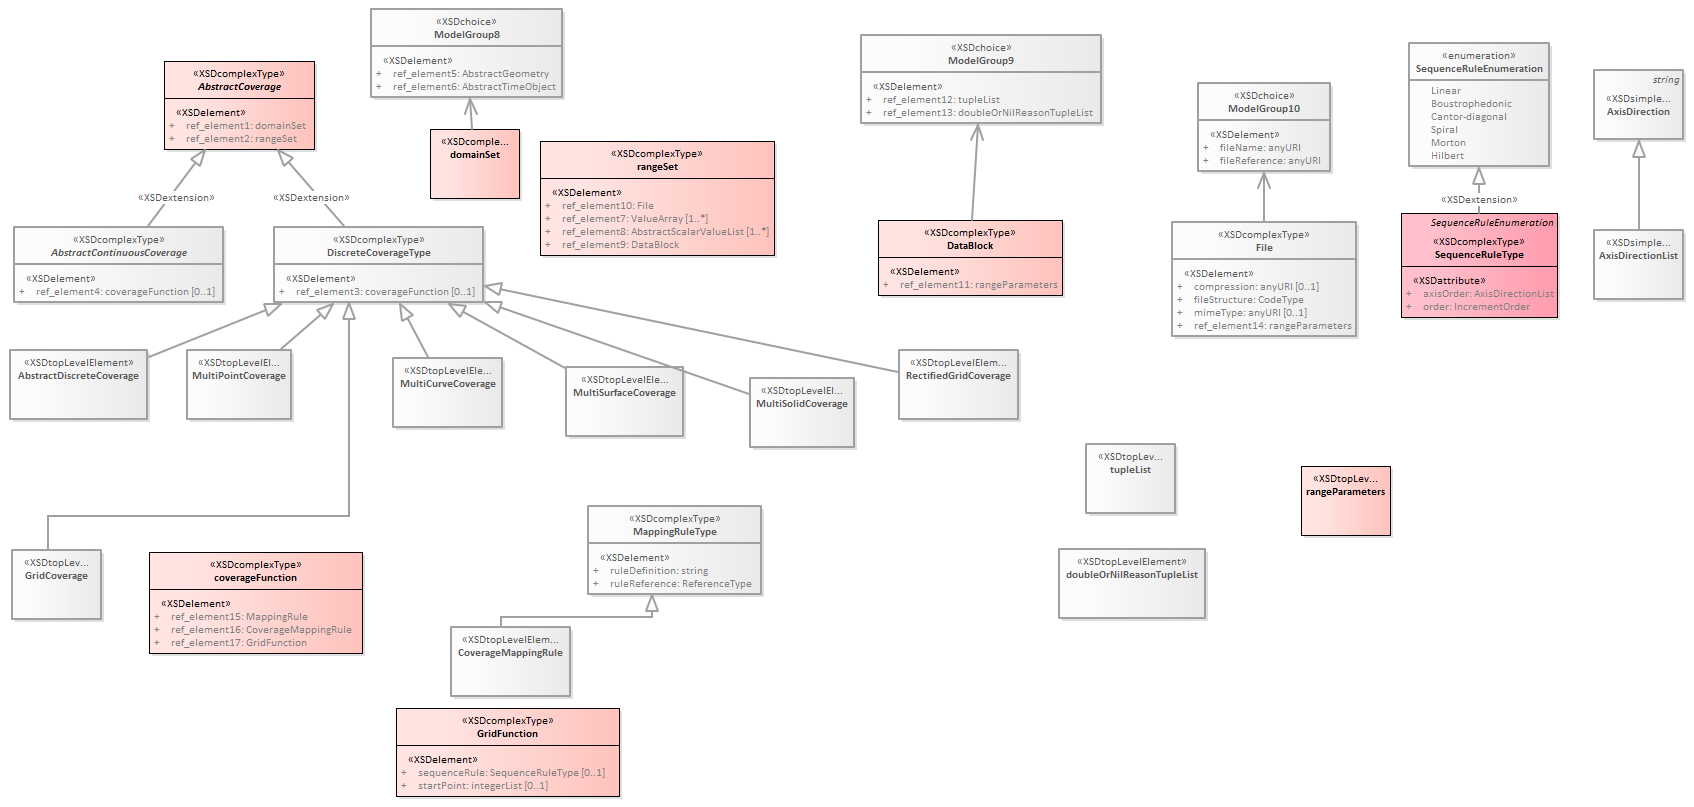 «XSDchoice»
ModelGroup8
«XSDelement»
+ ref_element5: AbstractGeometry
+ ref_element6: AbstractTimeObject
«XSDcomplexType»
AbstractCoverage
«XSDelement»
+ ref_element1: domainSet
+ ref_element2: rangeSet
«XSDcomple...
domainSet
«XSDcomplexType»
rangeSet
«XSDelement»
+ ref_element10: File
+ ref_element7: ValueArray [1..*]
+ ref_element8: AbstractScalarValueList [1..*]
+ ref_element9: DataBlock
«XSDchoice»
ModelGroup9
«XSDelement»
+ ref_element12: tupleList
+ ref_element13: doubleOrNilReasonTupleList
«XSDchoice»
ModelGroup10
«XSDelement»
+ fileName: anyURI
+ fileReference: anyURI
«enumeration»
SequenceRuleEnumeration
Linear
Boustrophedonic
Cantor-diagonal
Spiral
Morton
Hilbert
string
«XSDsimple...
AxisDirection
«XSDextension»
«XSDextension»
«XSDextension»
«XSDcomplexType»
AbstractContinuousCoverage
«XSDelement»
+ ref_element4: coverageFunction [0..1]
«XSDcomplexType»
DiscreteCoverageType
«XSDelement»
+ ref_element3: coverageFunction [0..1]
«XSDcomplexType»
DataBlock
«XSDelement»
+ ref_element11: rangeParameters
«XSDcomplexType»
File
«XSDelement»
+ compression: anyURI [0..1]
+ fileStructure: CodeType
+ mimeType: anyURI [0..1]
+ ref_element14: rangeParameters
SequenceRuleEnumeration
«XSDcomplexType»
SequenceRuleType
«XSDattribute»
+ axisOrder: AxisDirectionList
+ order: IncrementOrder
«XSDsimple...
AxisDirectionList
«XSDtopLevelElement»
AbstractDiscreteCoverage
«XSDtopLevelEl...
MultiPointCoverage
«XSDtopLevelElem...
MultiCurveCoverage
«XSDtopLevelEle...
MultiSurfaceCoverage
«XSDtopLevelEl...
MultiSolidCoverage
«XSDtopLevelElem...
RectifiedGridCoverage
«XSDtopLev...
tupleList
«XSDtopLev...
rangeParameters
«XSDtopLev...
GridCoverage
«XSDcomplexType»
coverageFunction
«XSDelement»
+ ref_element15: MappingRule
+ ref_element16: CoverageMappingRule
+ ref_element17: GridFunction
«XSDcomplexType»
MappingRuleType
«XSDelement»
+ ruleDefinition: string
+ ruleReference: ReferenceType
«XSDtopLevelElement»
doubleOrNilReasonTupleList
«XSDtopLevelElem...
CoverageMappingRule
«XSDcomplexType»
GridFunction
«XSDelement»
+ sequenceRule: SequenceRuleType [0..1]
+ startPoint: integerList [0..1]